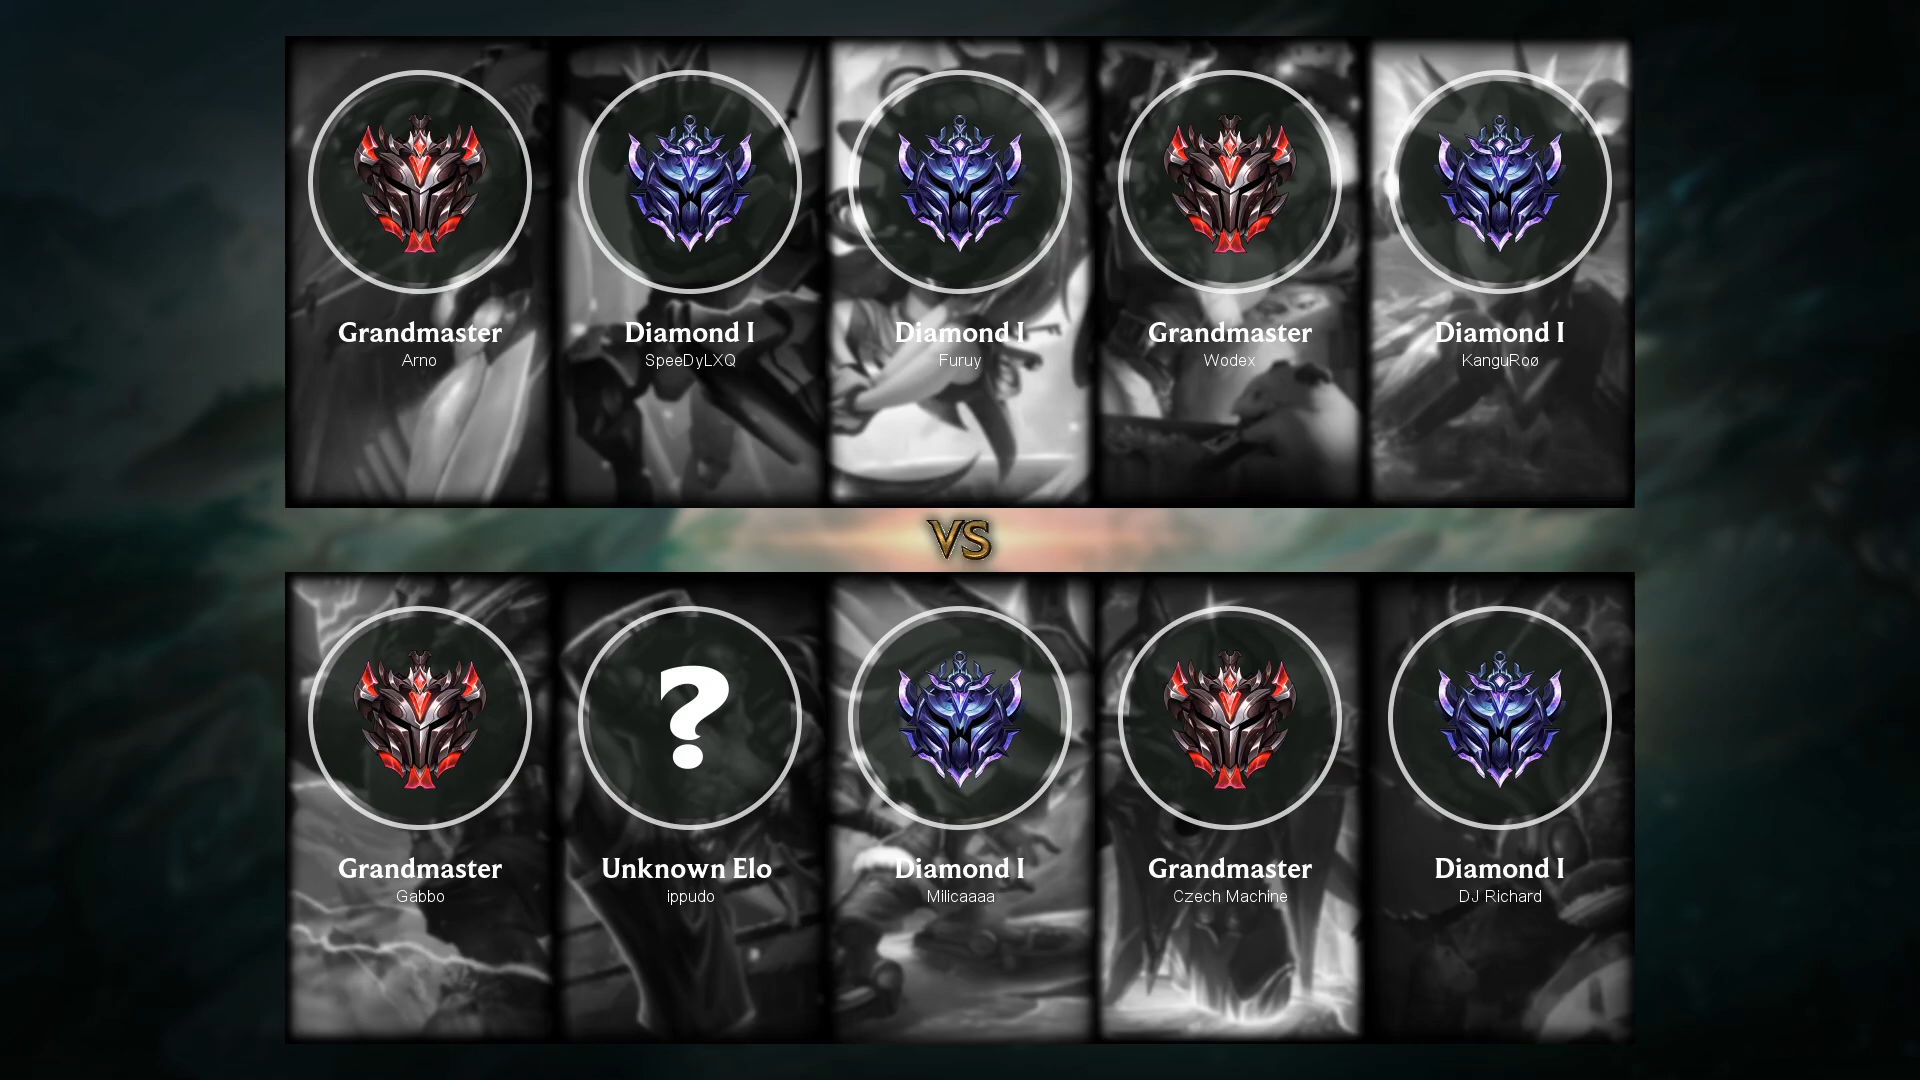 Grandmaster
Arno
Diamond I
SpeeDyLXQ
Diamond I
Furuy
Grandmaster
Wodex
Diamond I
KanguRoø
VS
Grandmaster
Gabbo
?
Unknown Elo
ippudo
Diamond I
Milicaaaa
Grandmaster
Czech Machine
Diamond I
DJ Richard